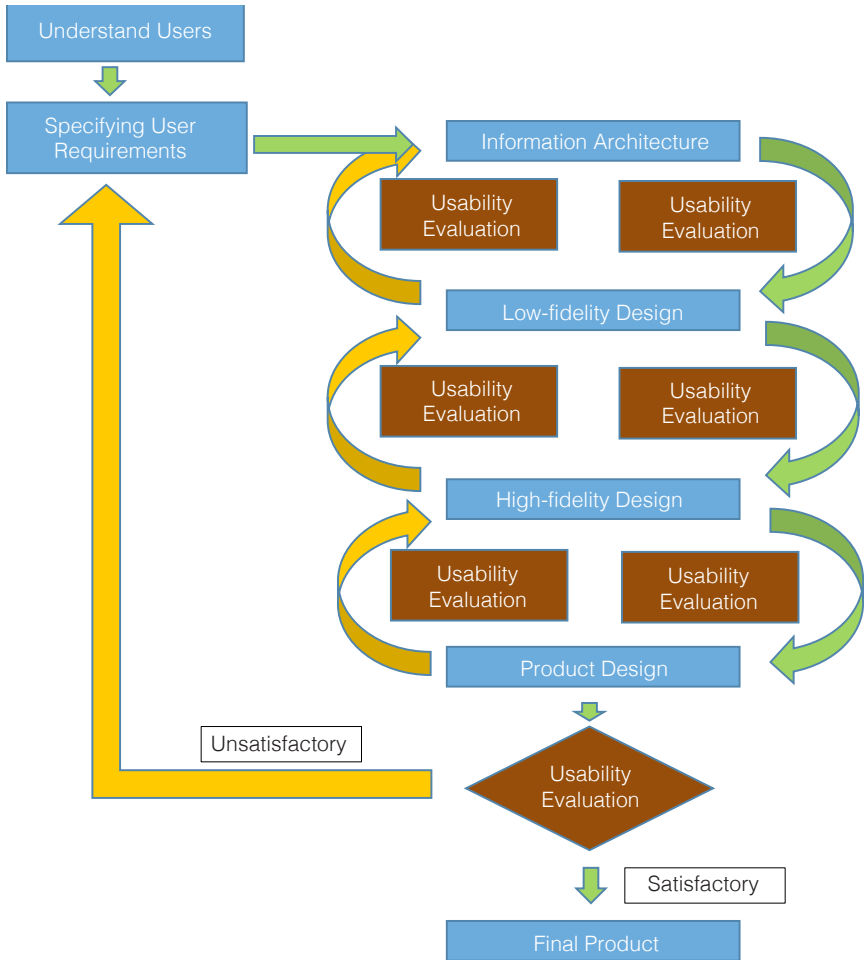 Understand Users
Specifying User
Requirements
Information Architecture
Usability
Evaluation
Usability
Evaluation
Low-fidelity Design
Usability
Evaluation
Usability
Evaluation
High-fidelity Design
Usability
Evaluation
Usability
Evaluation
Product Design
Unsatisfactory
Usability
Evaluation
Satisfactory
Final Product